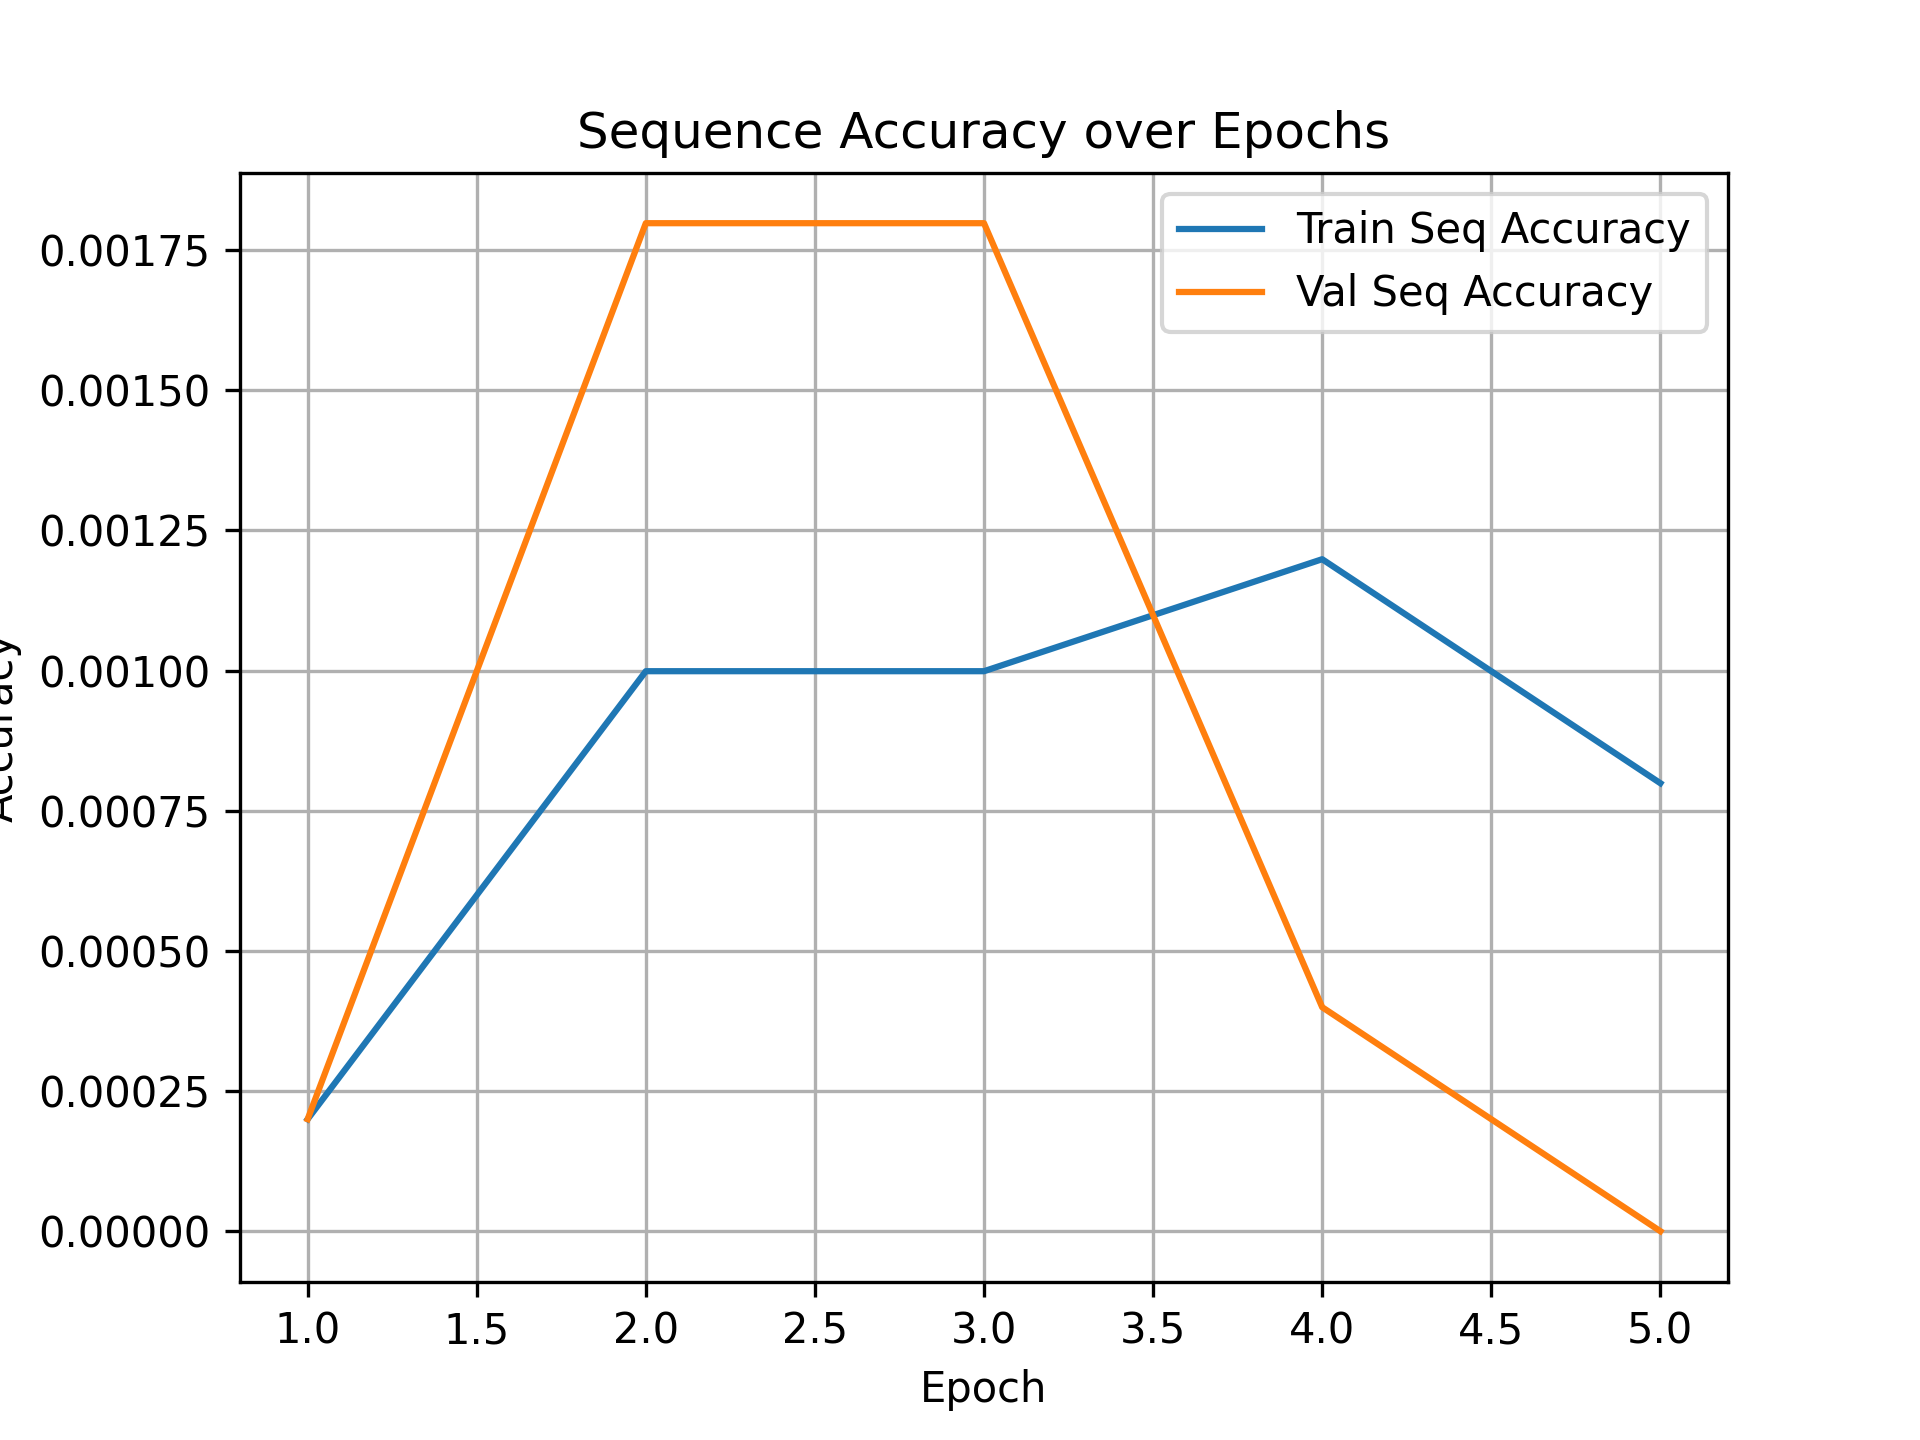 Sequence Accuracy over Epochs
Train Seq Accuracy
Val Seq Accuracy
0.00175
0.00150
0.00125
0.00100
0.00075
0.00050
0.00025
0.00000
Accuracy
1.0 1.5 2.0 2.5 3.0 3.5 4.0 4.5 5.0
Epoch